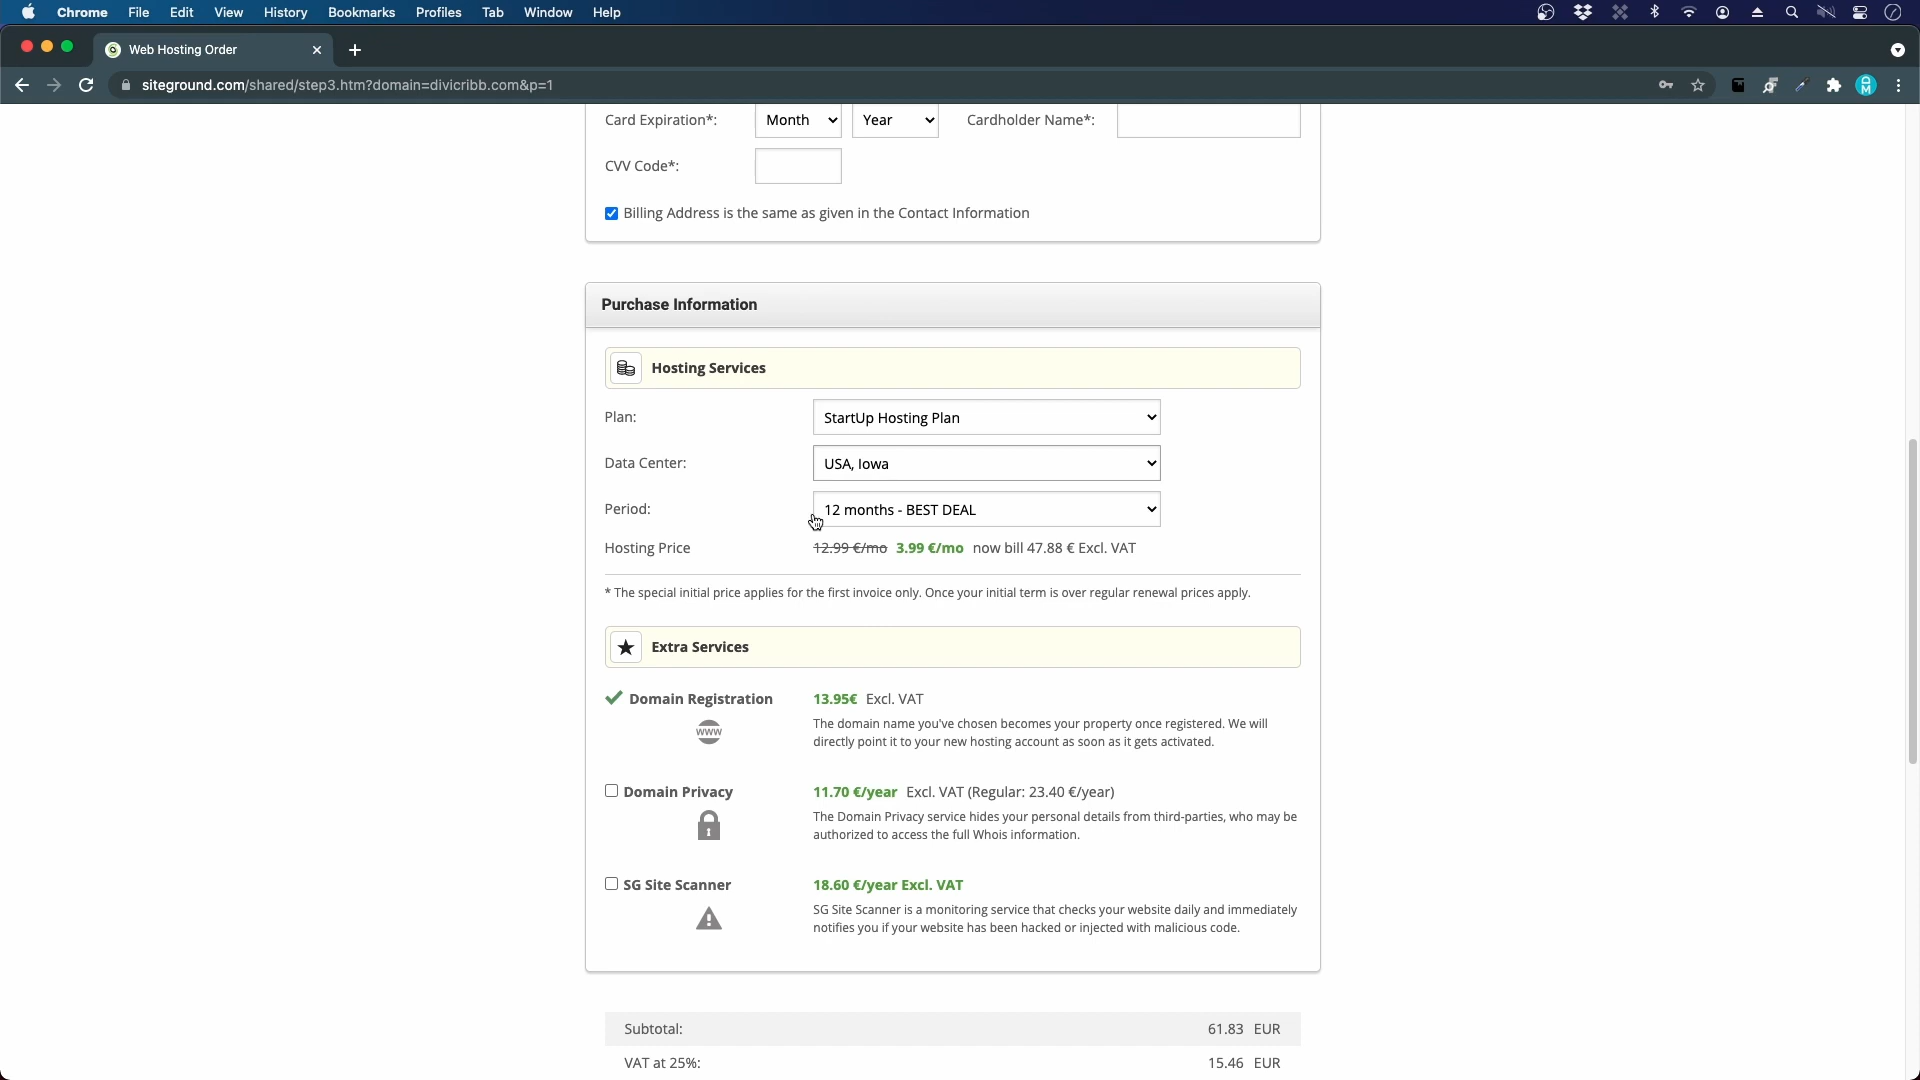 Chrome File Edit View History Bookmarks Profiles Tab Window Help
Web Hosting Order
siteground.com/shared/step3.htm?domain=divicribb.com&p=1
Card Expiration*: Month Year Cardholder Name*:
CVV Code*:
Billing Address is the same as given in the Contact Information
Purchase Information
Hosting Services
Plan: StartUp Hosting Plan
Data Center: USA, Iowa
Period: 12 months - BEST DEAL
Hosting Price 12.99 €/mo 3.99 €/mo now bill 47.88 € Excl. VAT
* The special initial price applies for the first invoice only. Once your initial term is over regular renewal prices apply.
Extra Services
Domain Registration 13.95€ Excl. VAT
www
The domain name you've chosen becomes your property once registered. We will
directly point it to your new hosting account as soon as it gets activated.
Domain Privacy 11.70 €/year Excl. VAT (Regular: 23.40 €/year)
The Domain Privacy service hides your personal details from third-parties, who may be
authorized to access the full Whois information.
SG Site Scanner 18.60 €/year Excl. VAT
SG Site Scanner is a monitoring service that checks your website daily and immediately
notifies you if your website has been hacked or injected with malicious code.
Subtotal: 61.83 EUR
VAT at 25%: 15.46 EUR